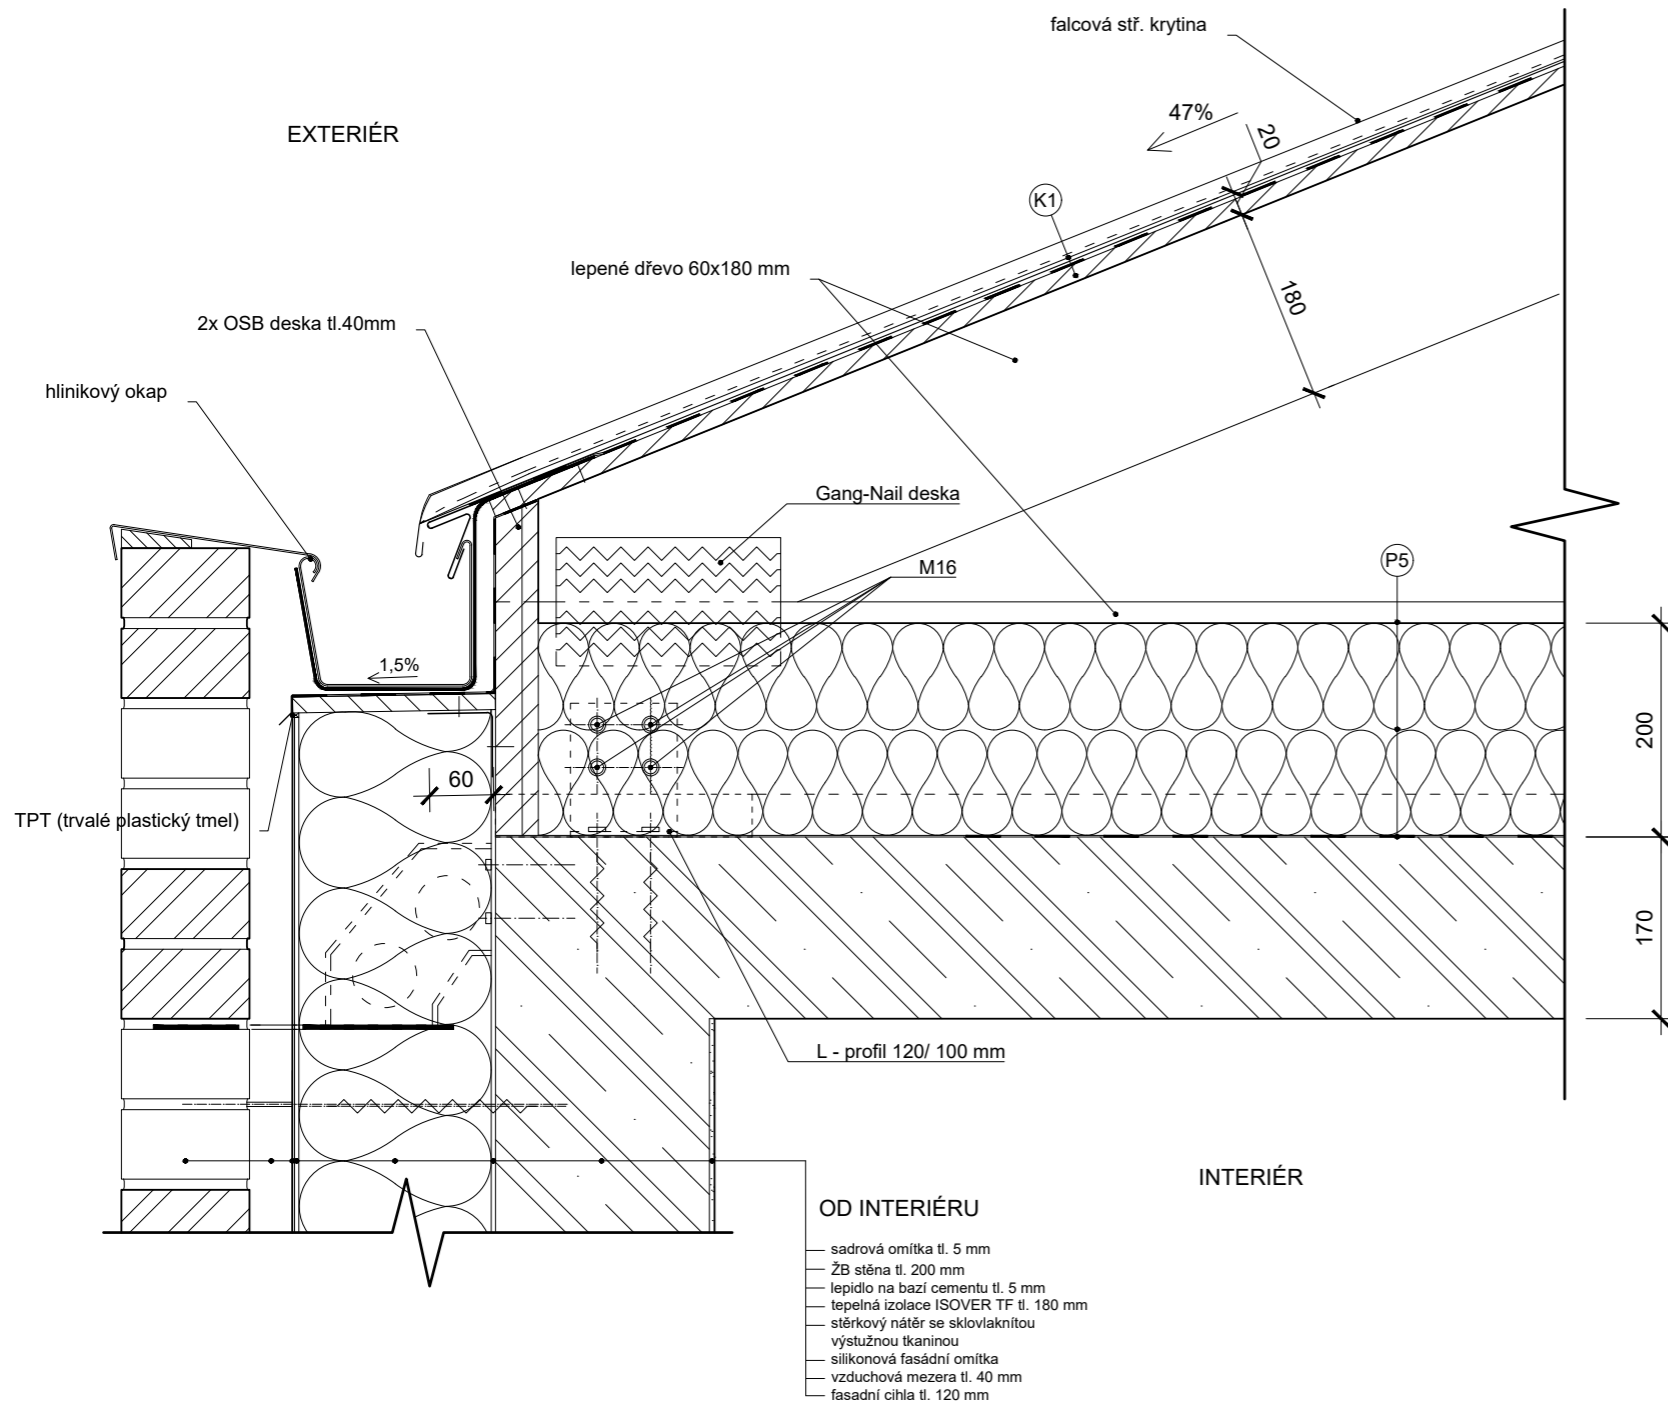 falcová stř. krytina
EXTERIÉR
47%
20
K1
lepené dřevo 60x180 mm
180
2x OSB deska tl.40mm
hlinikový okap
Gang-Nail deska
M16
P5
1,5%
200
60
TPT (trvalé plastický tmel)
170
L - profil 120/ 100 mm
INTERIÉR
OD INTERIÉRU
sadrová omítka tl. 5 mm
ŽB stěna tl. 200 mm
lepidlo na bazí cementu tl. 5 mm
tepelná izolace ISOVER TF tl. 180 mm
stěrkový nátěr se sklovlaknítou
výstužnou tkaninou
silikonová fasádní omítka
vzduchová mezera tl. 40 mm
fasadní cihla tl. 120 mm